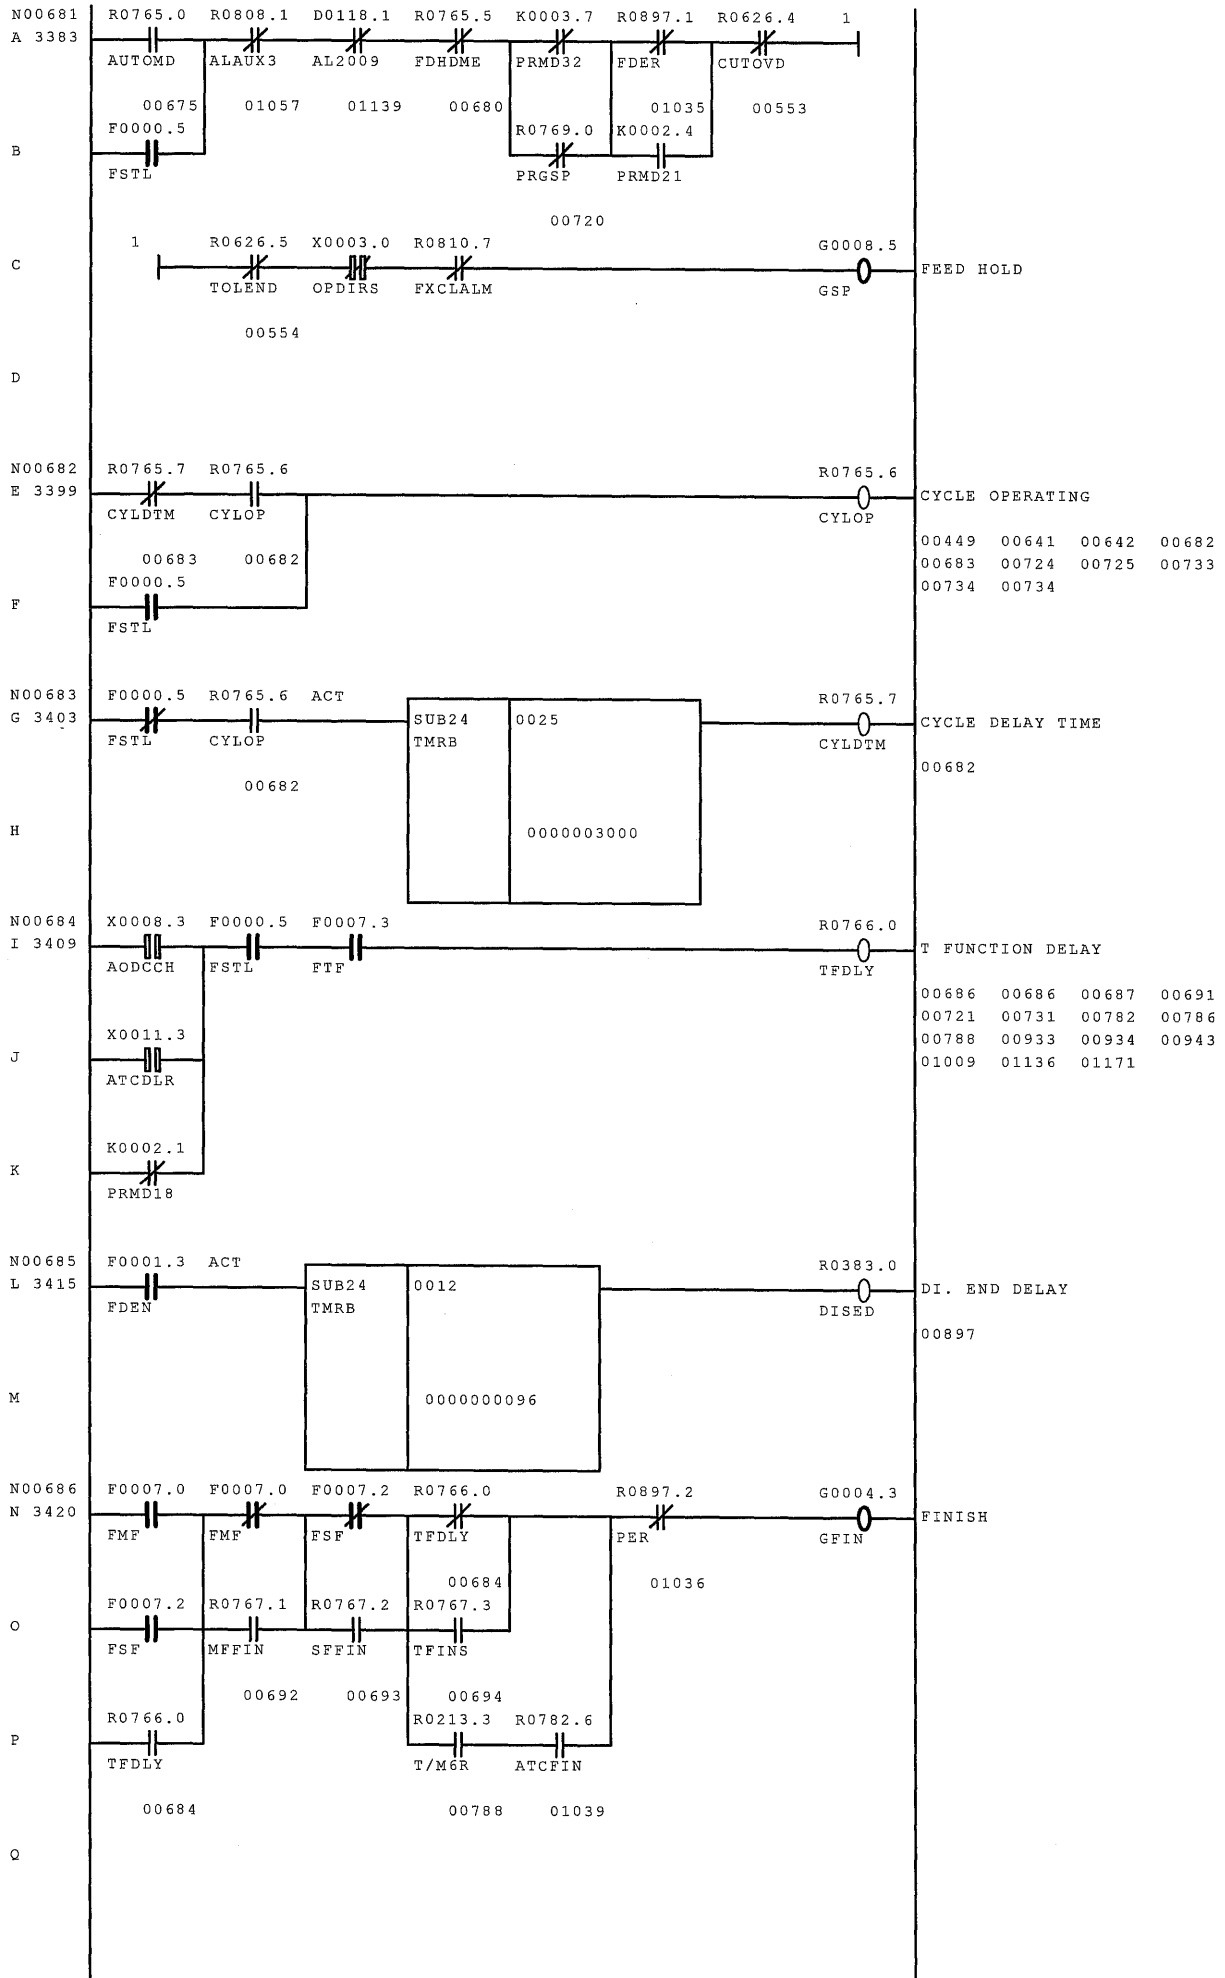 N00681 R0765.0 R0808.1 D0118.1 R0765.5 K0003.7 R0897.1 R0626.4 1
A 3383
AUTOMD ALAUX3 AL2009 FDHDME PRMD32 FDER CUTOVD
00675 01057 01139 00680 01035 00553
F0000.5 R0769.0 K0002.4
B
FSTL PRGSP PRMD21
00720
1 R0626.5 X0003.0 R0810.7 G0008.5
C FEED HOLD
TOLEND OPDIRS FXCLALM GSP
00554
D
N00682 R0765.7 R0765.6 R0765.6
E 3399 CYCLE OPERATING
CYLDTM CYLOP CYLOP
00449 00641 00642 00682
00683 00682 00683 00724 00725 00733
F0000.5 00734 00734
F
FSTL
N00683 F0000.5 R0765.6 ACT R0765.7
G 3403 SUB24 0025 CYCLE DELAY TIME
FSTL CYLOP TMRB CYLDTM
00682
00682
H 0000003000
N00684 X0008.3 F0000.5 F0007.3 R0766.0
I 3409 T FUNCTION DELAY
AODCCH FSTL FTF TFDLY
00686 00686 00687 00691
00721 00731 00782 00786
X0011.3 00788 00933 00934 00943
J 01009 01136 01171
ATCDLR
K0002.1
K
PRMD18
N00685 F0001.3 ACT R0383.0
L 3415 SUB24 0012 DI. END DELAY
FDEN TMRB DISED
00897
M 0000000096
N00686 F0007.0 F0007.0 F0007.2 R0766.0 R0897.2 G0004.3
N 3420 FINISH
FMF FMF FSF TFDLY PER GFIN
00684 01036
F0007.2 R0767.1 R0767.2 R0767.3
O
FSF MFFIN SFFIN TFINS
00692 00693 00694
R0766.0 R0213.3 R0782.6
P
TFDLY T/M6R ATCFIN
00684 00788 01039
Q